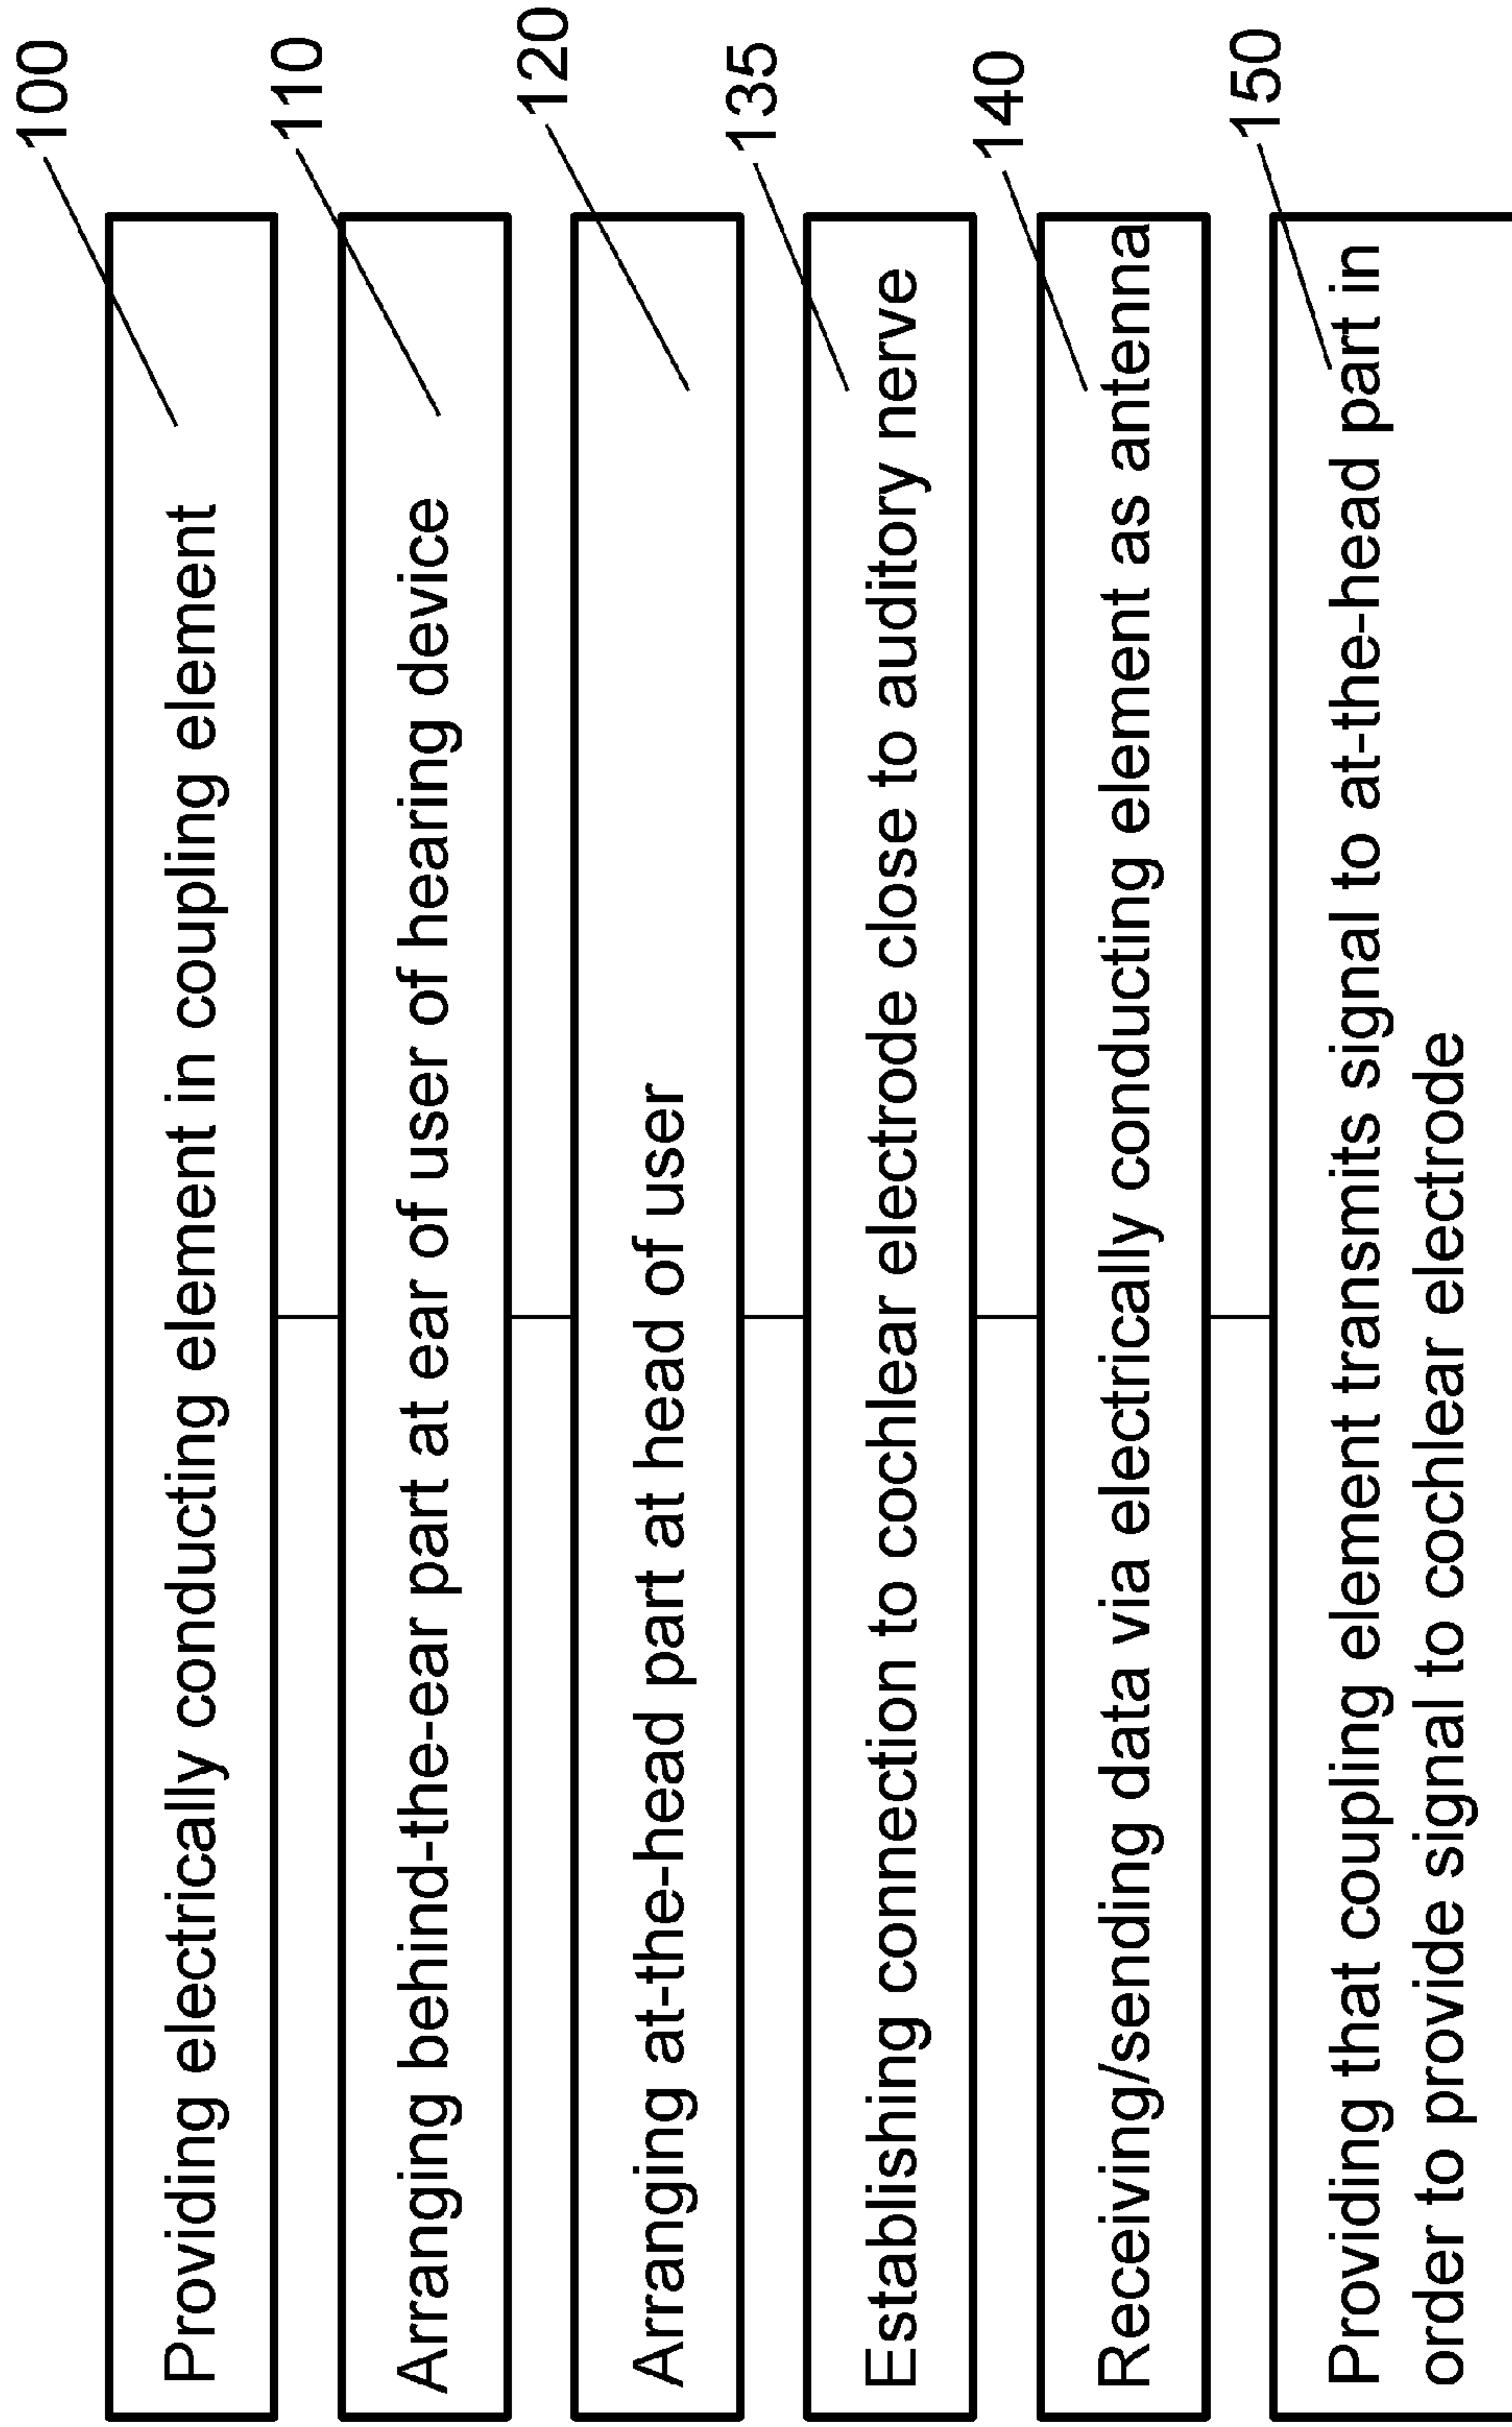 100
Providing electrically conducting element in coupling element
110
Arranging behind-the-ear part at ear of user of hearing device
120
Arranging at-the-head part at head of user
135
Establishing connection to cochlear electrode close to auditory nerve
140
Receiving/sending data via electrically conducting element as antenna
150
Providing that coupling element transmits signal to at-the-head part in
order to provide signal to cochlear electrode